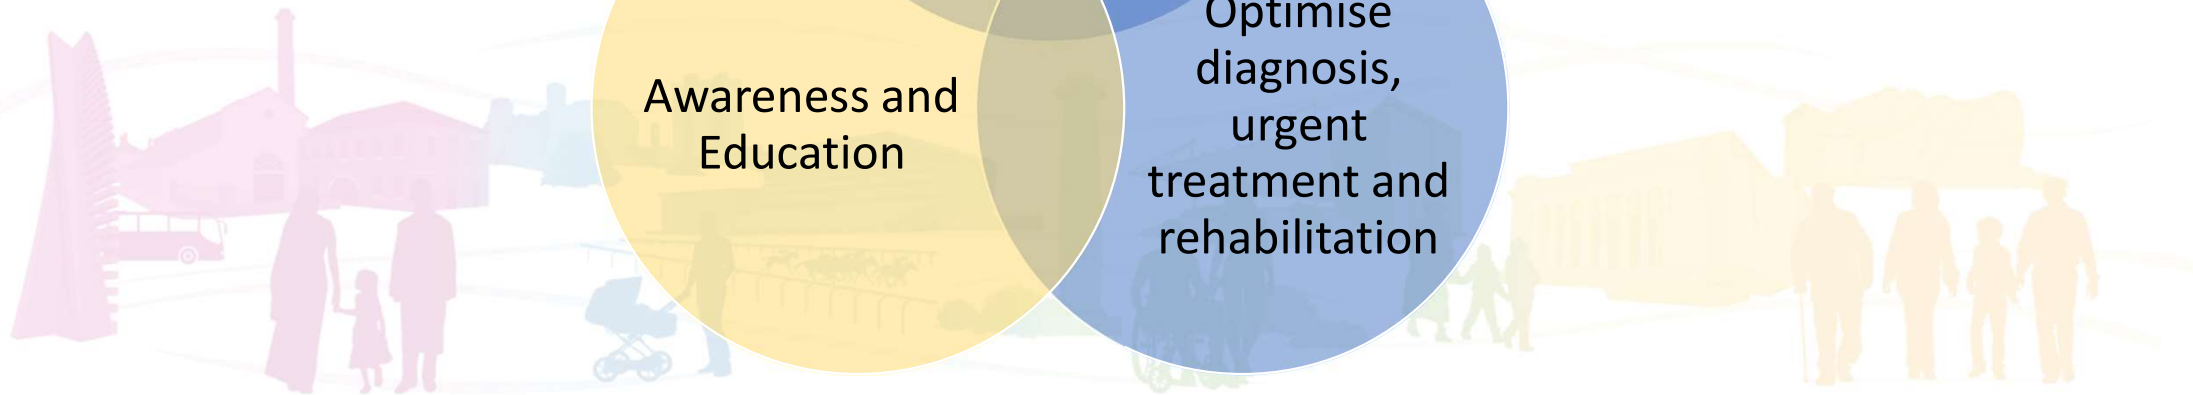 Awareness and
Education
Optimise
diagnosis,
urgent
treatment and
rehabilitation